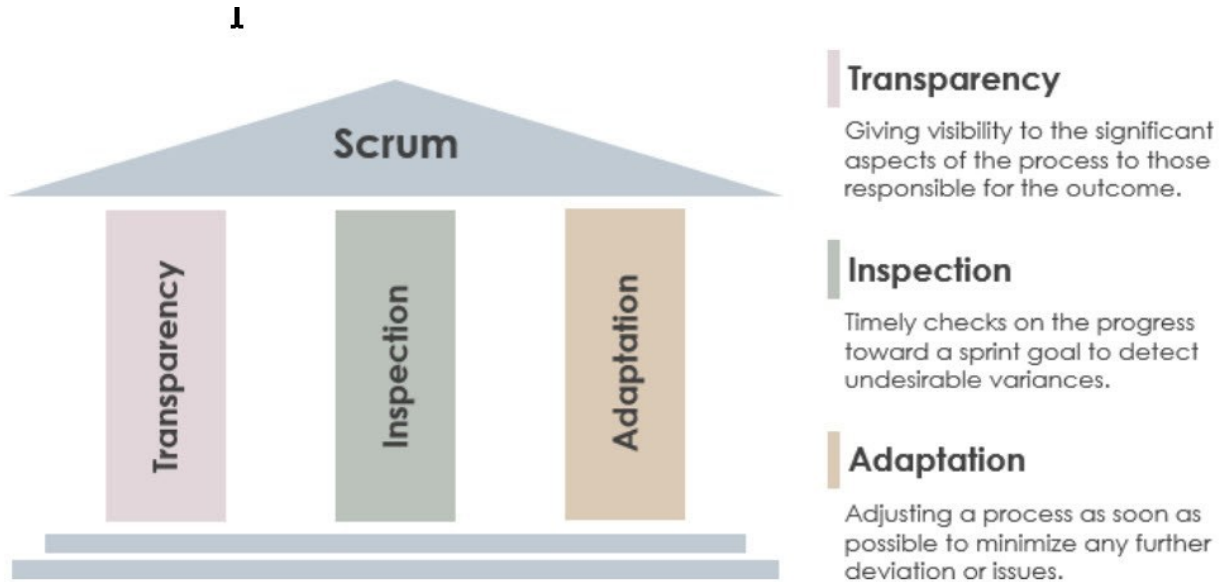 Scrum
Transparency
Inspection
Adaptation
Transparency
Giving visibility to the significant
aspects of the process to those
responsible for the outcome.
Inspection
Timely checks on the progress
toward a sprint goal to detect
undesirable variances.
Adaptation
Adjusting a process as soon as
possible to minimize any further
deviation or issues.